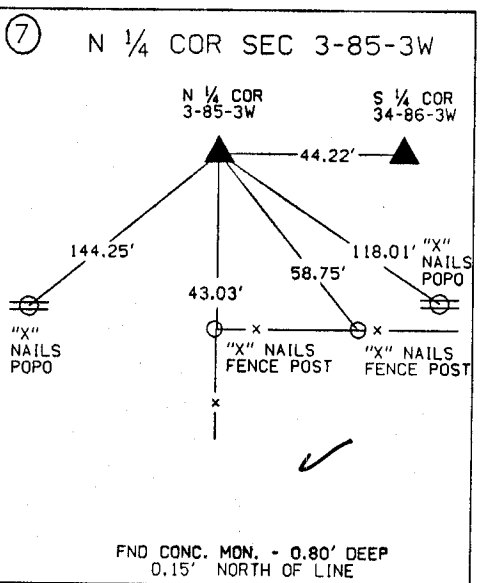 7 N 1/4 COR SEC 3-85-3W
N 1/4 COR
3-85-3W
S 1/4 COR
34-86-3W
44.22'
144.25'
43.03'
58.75'
118.01'
"X"
NAILS
POPO
"X"
NAILS
POPO
x
"X" NAILS
FENCE POST
x
"X" NAILS
FENCE POST
x
FND CONC. MON. - 0.80' DEEP
0.15' NORTH OF LINE